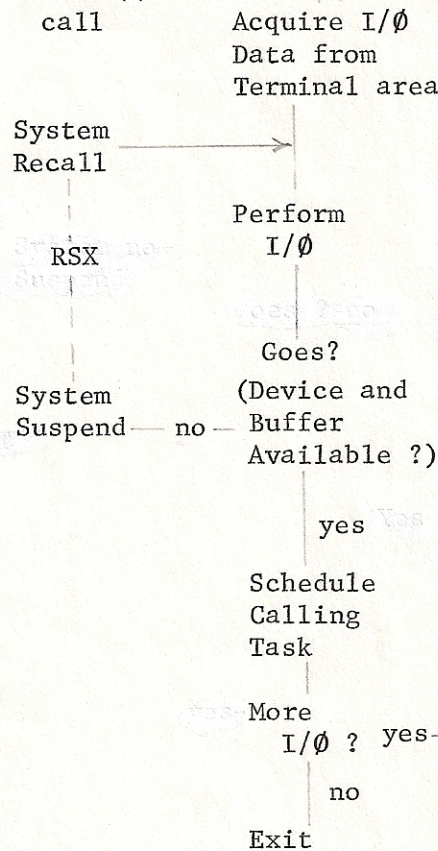 call
Acquire I/Ø
Data from
Terminal area
System
Recall
Perform
I/Ø
RSX
Goes?
(Device and
Buffer
Available ?)
System
Suspend
no
yes
Schedule
Calling
Task
More
I/Ø ? yes
no
Exit